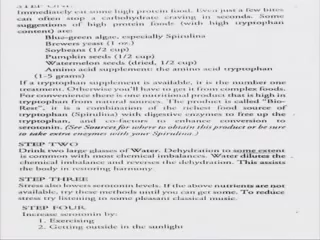 STEP ONE
Immediately eat some high protein food. Even just a few bites
can often stop a carbohydrate craving in seconds. Some
suggestions of high protein foods (with high tryptophan
content) are:
Blue-green algae, especially Spirulina
Brewers yeast (1 oz.)
Soybeans (1/2 cup)
Pumpkin seeds (1/2 cup)
Watermelon seeds (dried, 1/2 cup)
Amino acid supplement: the amino acid tryptophan
(1-5 grams)
If a tryptophan supplement is available, it is the number one
treatment. Otherwise you'll have to get it from complex foods.
For convenience there is one nutritional product that is high in
tryptophan from natural sources. The product is called "Bio-
Rest", it is a combination of the richest food source of
tryptophan (Spirulina) with digestive enzymes to free up the
tryptophan, and co-factors to enhance conversion to
serotonin. (See Sources for where to obtain this product or be sure
to take extra enzymes with your Spirulina.)
STEP TWO
Drink two large glasses of Water. Dehydration to some extent
is common with most chemical imbalances. Water dilutes the
chemical imbalance and reverses the dehydration. This assists
the body in restoring harmony.
STEP THREE
Stress also lowers serotonin levels. If the above nutrients are not
available, try these methods until you can get some. To reduce
stress try listening to some pleasant classical music.
STEP FOUR
Increase serotonin by:
1. Exercising
2. Getting outside in the sunlight